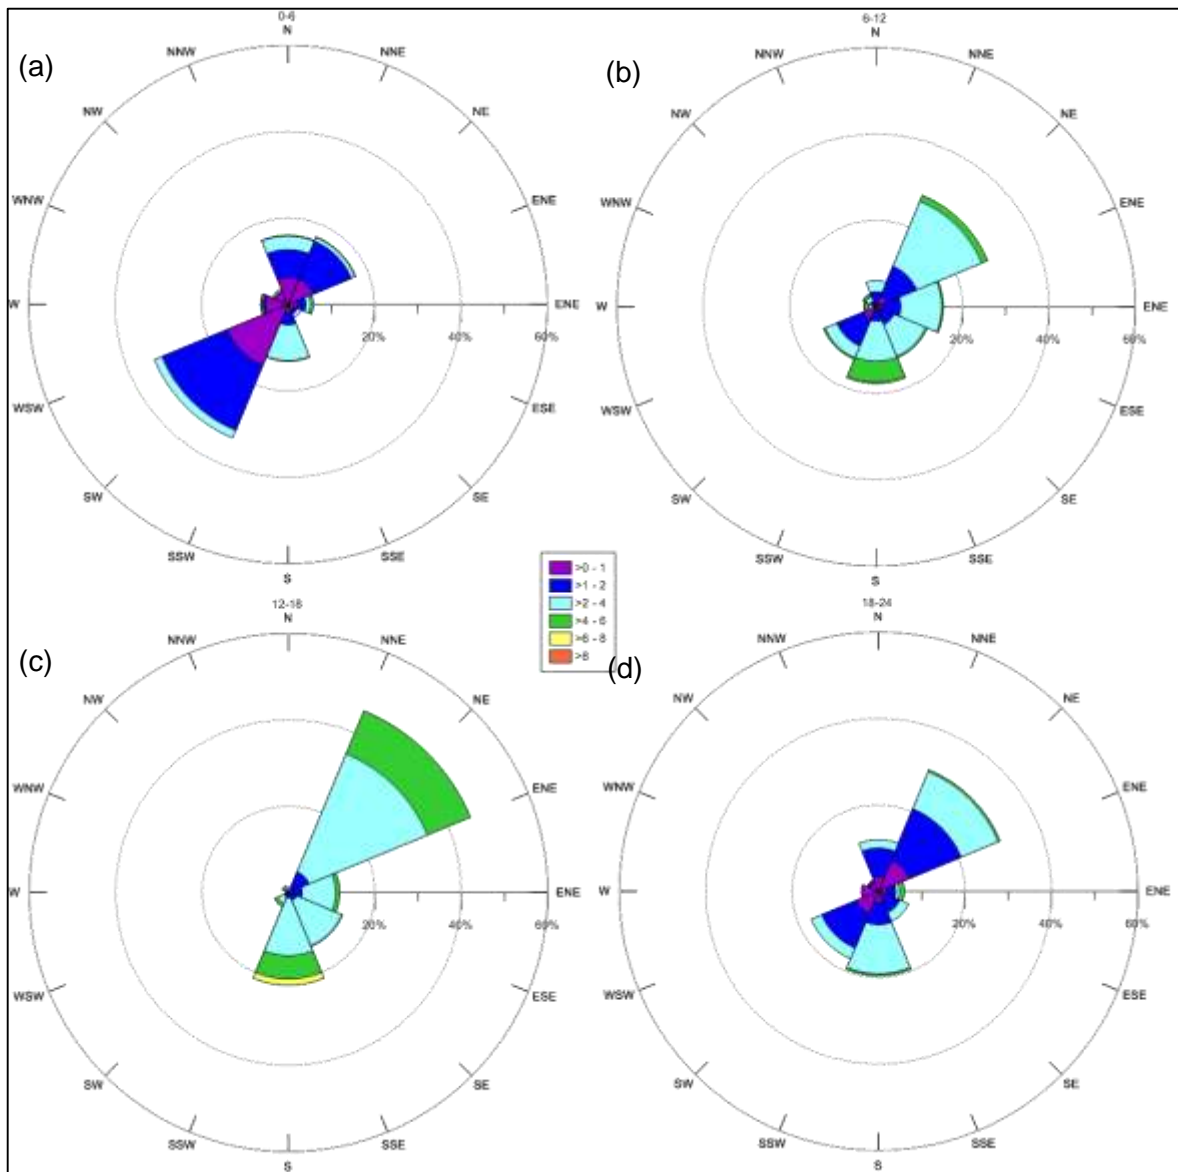 0-6
N
(a)
NNW
NNE
NW
NE
WNW
ENE
W
ENE
20%
40%
60%
WSW
ESE
SW
SE
SSW
SSE
S
6-12
N
(b)
NNW
NNE
NW
NE
WNW
ENE
W
ENE
20%
40%
60%
WSW
ESE
SW
SE
SSW
SSE
S
>0 - 1
>1 - 2
>2 - 4
>4 - 6
>6 - 8
>8
12-18
N
(c)
NNW
NNE
NW
NE
WNW
ENE
W
ENE
20%
40%
60%
WSW
ESE
SW
SE
SSW
SSE
S
18-24
N
(d)
NNW
NNE
NW
NE
WNW
ENE
W
ENE
20%
40%
60%
WSW
ESE
SW
SE
SSW
SSE
S